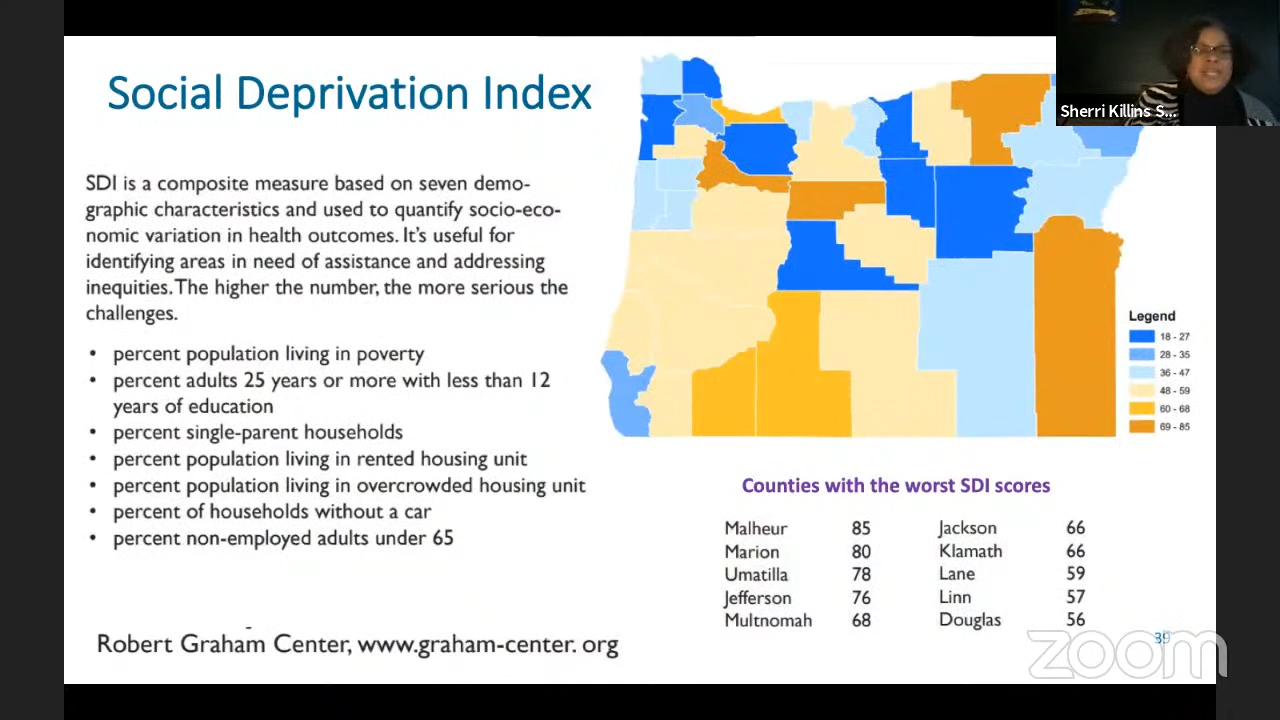 Social Deprivation Index
SDI is a composite measure based on seven demo-
graphic characteristics and used to quantify socio-eco-
nomic variation in health outcomes. It's useful for
identifying areas in need of assistance and addressing
inequities. The higher the number, the more serious the
challenges.
• percent population living in poverty
• percent adults 25 years or more with less than 12
years of education
• percent single-parent households
• percent population living in rented housing unit
• percent population living in overcrowded housing unit
• percent of households without a car
• percent non-employed adults under 65
Robert Graham Center, www.graham-center. org
Sherri Killins S...
Legend
18 - 27
28 - 35
36 - 47
48 - 59
60 - 68
69 - 85
Counties with the worst SDI scores
Malheur 85 Jackson 66
Marion 80 Klamath 66
Umatilla 78 Lane 59
Jefferson 76 Linn 57
Multnomah 68 Douglas 56
39
zoom